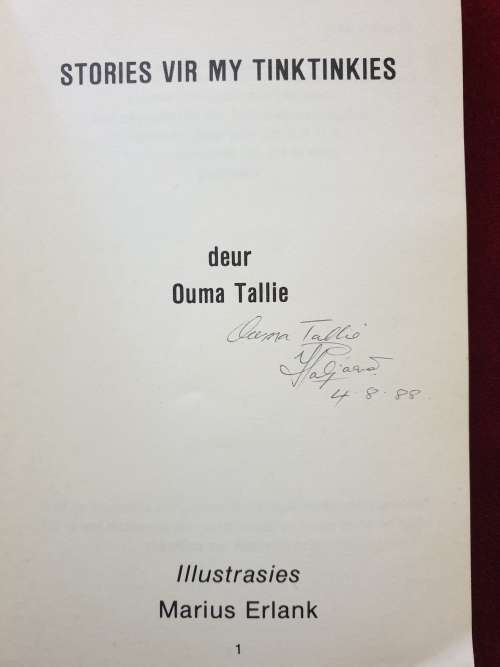 STORIES VIR MY TINKTINKIES
deur
Ouma Tallie
Ouma Tallie
4.8.88.
Illustrasies
Marius Erlank
1